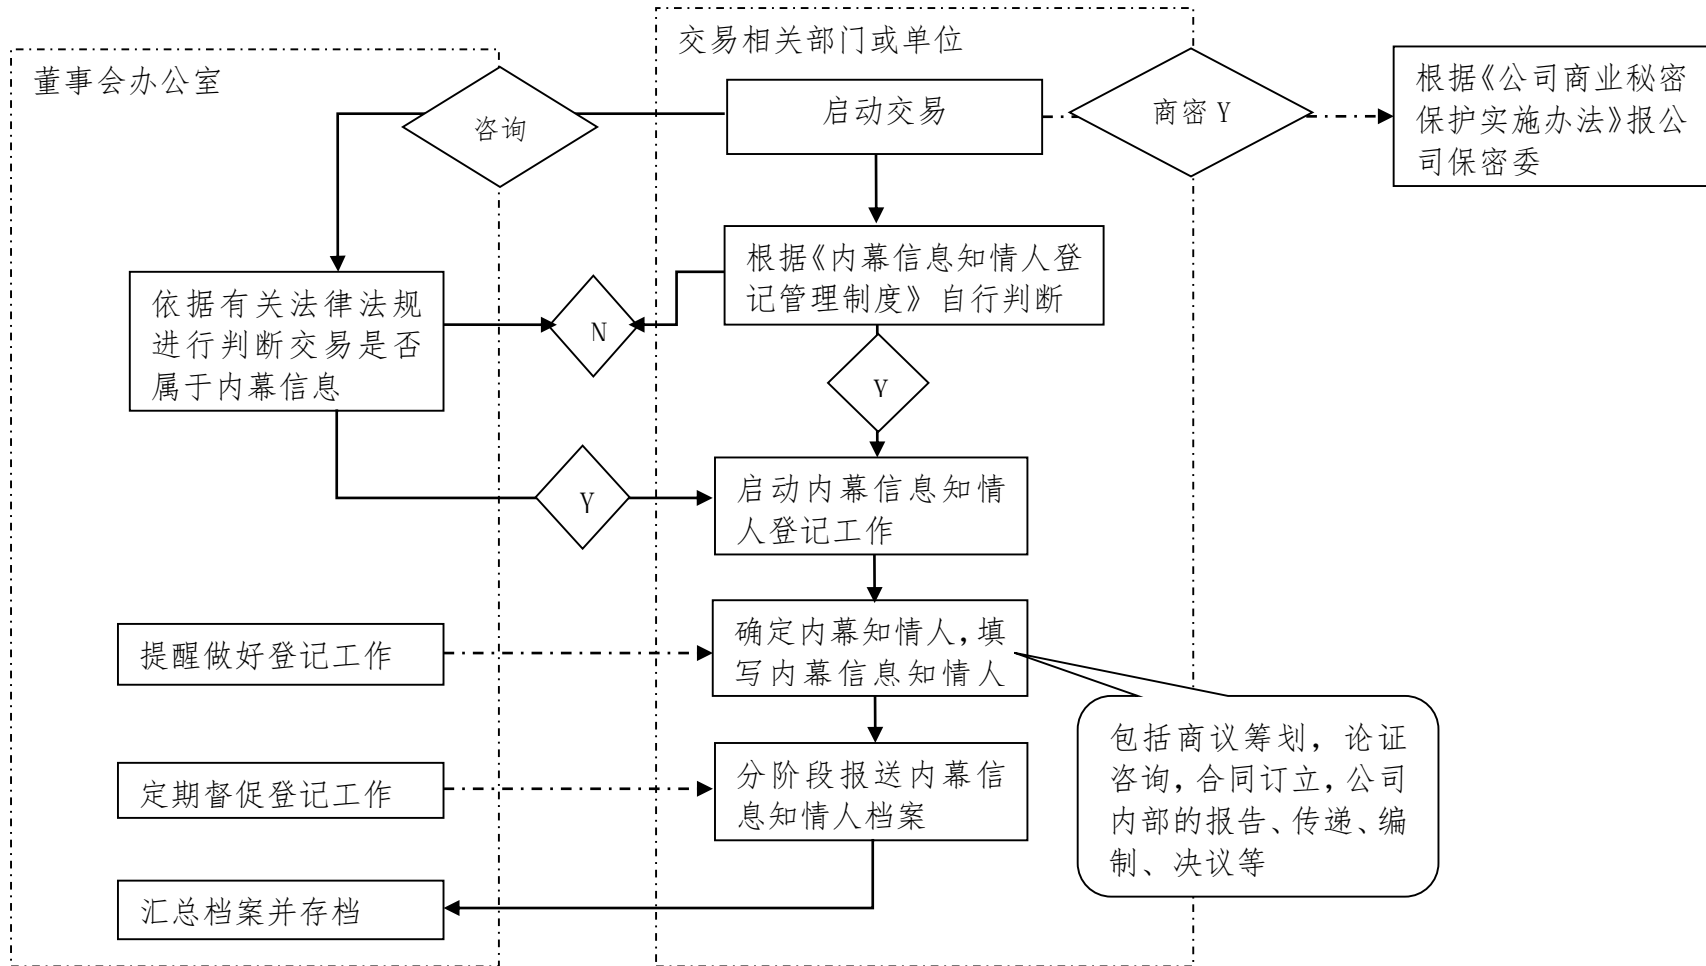 交易相关部门或单位
董事会办公室
咨询
启动交易
商密 Y
根据《公司商业秘密
保护实施办法》报公
司保密委
根据《内幕信息知情人登
记管理制度》自行判断
依据有关法律法规
进行判断交易是否
属于内幕信息
N
Y
Y
启动内幕信息知情
人登记工作
提醒做好登记工作
确定内幕知情人，填
写内幕信息知情人
包括商议筹划，论证
咨询，合同订立，公司
内部的报告、传递、编
制、决议等
定期督促登记工作
分阶段报送内幕信
息知情人档案
汇总档案并存档